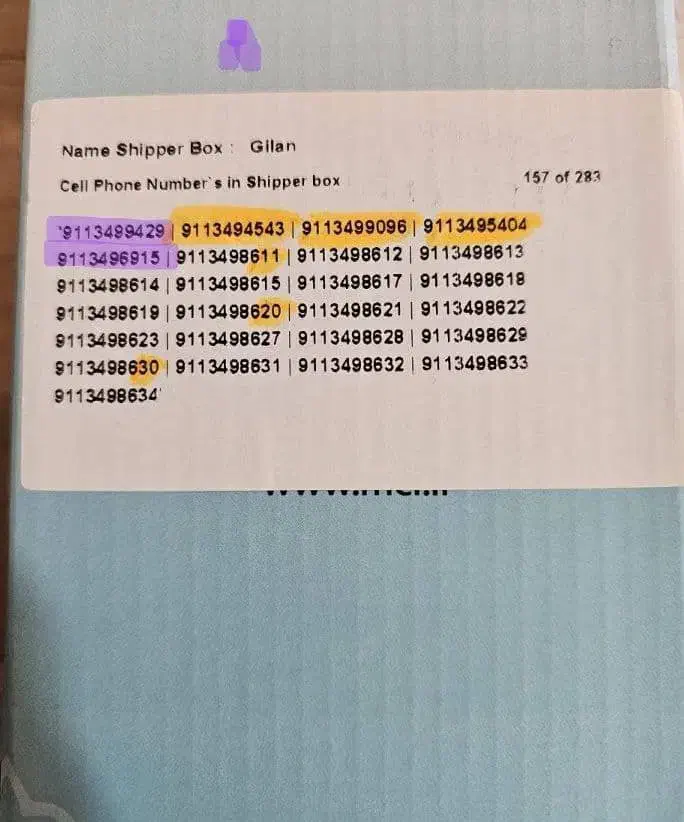 Name Shipper Box : Gilan
Cell Phone Number`s in Shipper box
157 of 283
'9113489429 | 9113494543 | 9113499096 | 9113495404
9113496915 | 9113498611 | 9113498612 | 9113498613
9113498614 | 9113498615 | 9113498617 | 9113498618
9113498619 | 9113498620 | 9113498621 | 9113498622
9113498623 | 9113498627 | 9113498628 | 9113498629
9113498630 | 9113498631 | 9113498632 | 9113498633
9113498634'